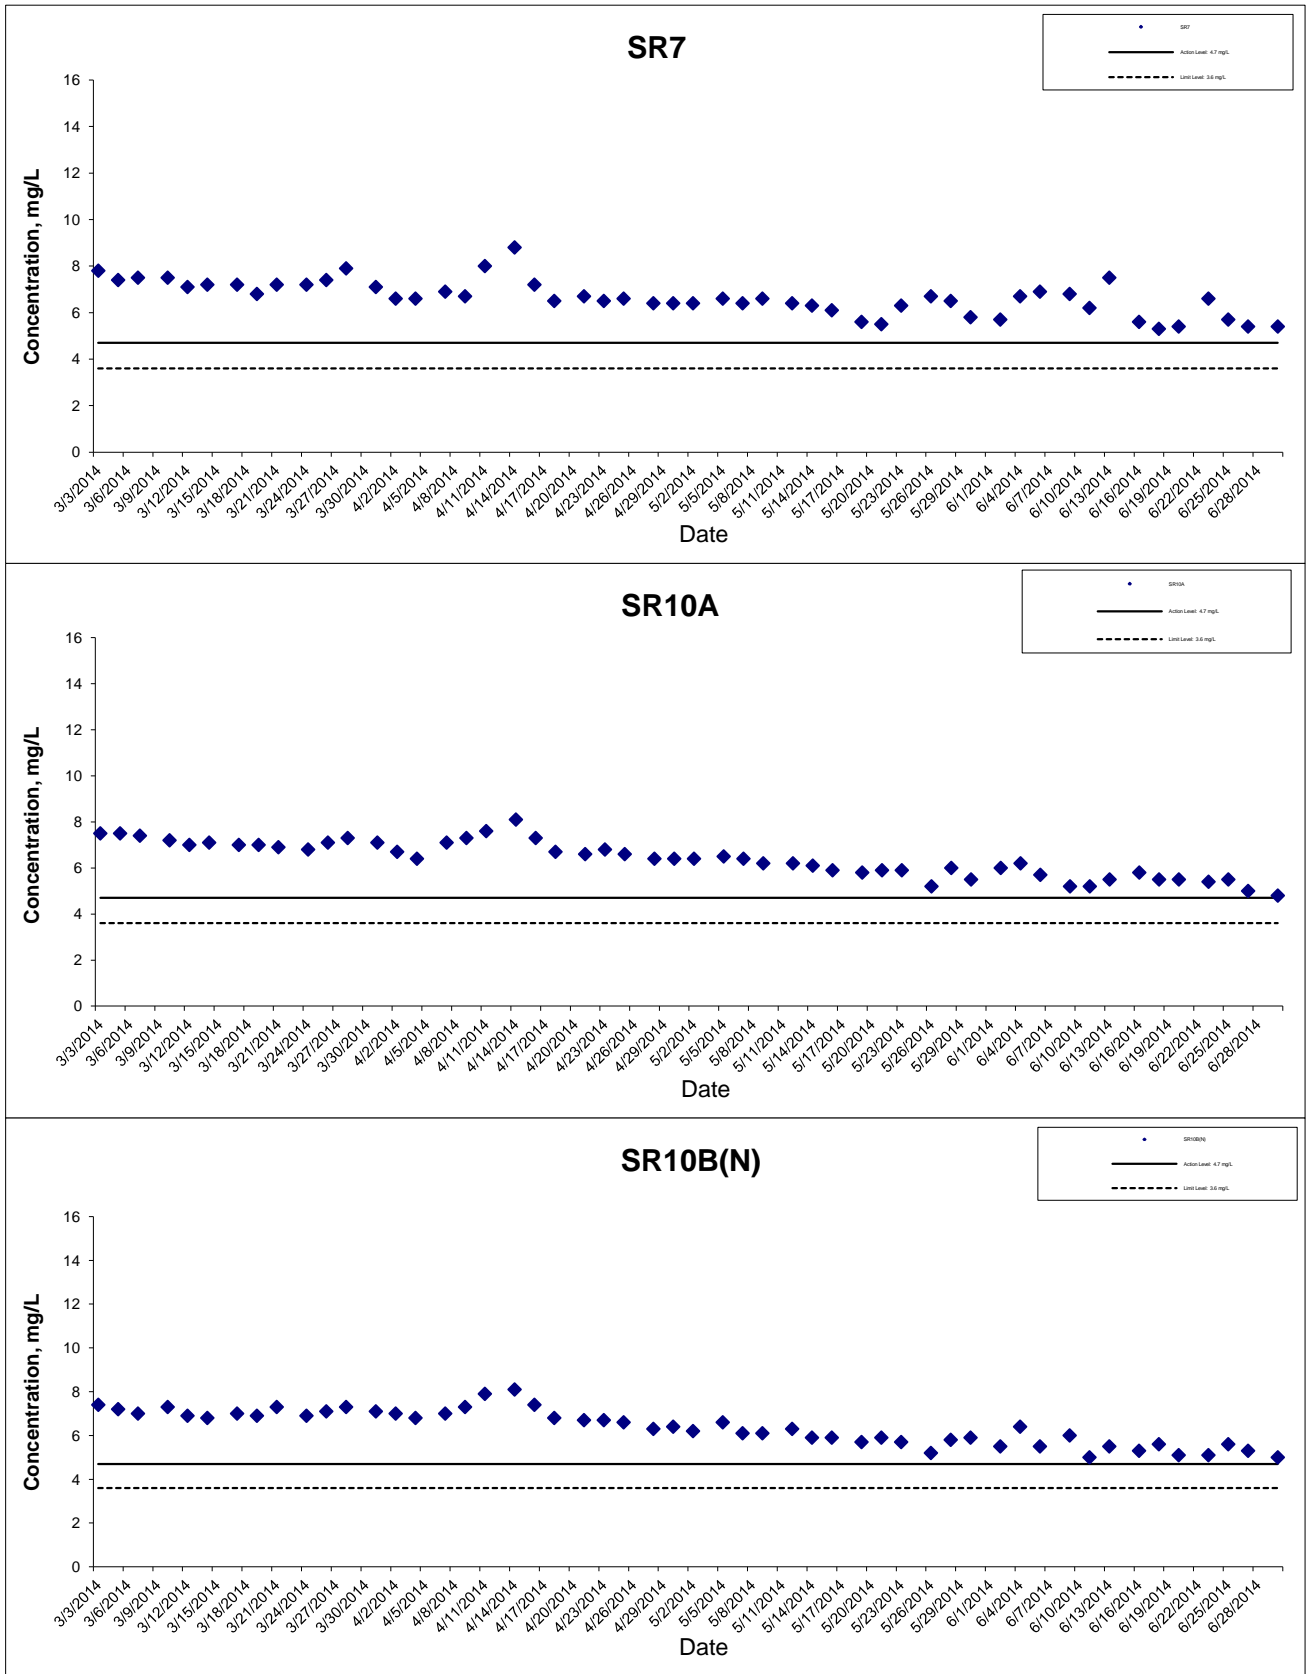 SR7
SR7
Action Level: 4.7 mg/L
Limit Level: 3.6 mg/L
Concentration, mg/L
16
14
12
10
8
6
4
2
0
3/3/2014 3/6/2014 3/9/2014 3/12/2014 3/15/2014 3/18/2014 3/21/2014 3/24/2014 3/27/2014 3/30/2014 4/2/2014 4/5/2014 4/8/2014 4/11/2014 4/14/2014 4/17/2014 4/20/2014 4/23/2014 4/26/2014 4/29/2014 5/2/2014 5/5/2014 5/8/2014 5/11/2014 5/14/2014 5/17/2014 5/20/2014 5/23/2014 5/26/2014 5/29/2014 6/1/2014 6/4/2014 6/7/2014 6/10/2014 6/13/2014 6/16/2014 6/19/2014 6/22/2014 6/25/2014 6/28/2014
Date
SR10A
SR10A
Action Level: 4.7 mg/L
Limit Level: 3.6 mg/L
Concentration, mg/L
16
14
12
10
8
6
4
2
0
3/3/2014 3/6/2014 3/9/2014 3/12/2014 3/15/2014 3/18/2014 3/21/2014 3/24/2014 3/27/2014 3/30/2014 4/2/2014 4/5/2014 4/8/2014 4/11/2014 4/14/2014 4/17/2014 4/20/2014 4/23/2014 4/26/2014 4/29/2014 5/2/2014 5/5/2014 5/8/2014 5/11/2014 5/14/2014 5/17/2014 5/20/2014 5/23/2014 5/26/2014 5/29/2014 6/1/2014 6/4/2014 6/7/2014 6/10/2014 6/13/2014 6/16/2014 6/19/2014 6/22/2014 6/25/2014 6/28/2014
Date
SR10B(N)
SR10B(N)
Action Level: 4.7 mg/L
Limit Level: 3.6 mg/L
Concentration, mg/L
16
14
12
10
8
6
4
2
0
3/3/2014 3/6/2014 3/9/2014 3/12/2014 3/15/2014 3/18/2014 3/21/2014 3/24/2014 3/27/2014 3/30/2014 4/2/2014 4/5/2014 4/8/2014 4/11/2014 4/14/2014 4/17/2014 4/20/2014 4/23/2014 4/26/2014 4/29/2014 5/2/2014 5/5/2014 5/8/2014 5/11/2014 5/14/2014 5/17/2014 5/20/2014 5/23/2014 5/26/2014 5/29/2014 6/1/2014 6/4/2014 6/7/2014 6/10/2014 6/13/2014 6/16/2014 6/19/2014 6/22/2014 6/25/2014 6/28/2014
Date